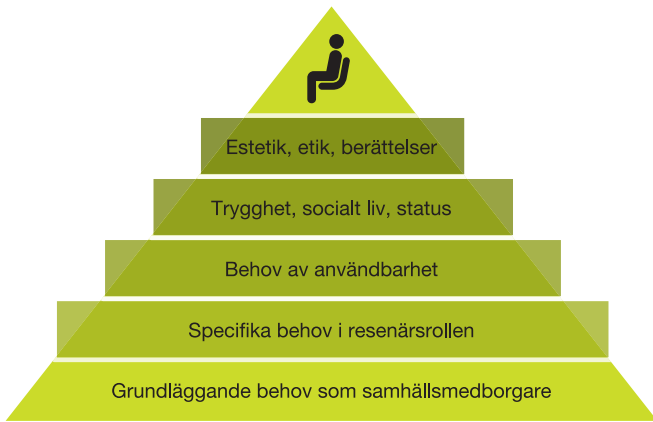 Estetik, etik, berättelser
Trygghet, socialt liv, status
Behov av användbarhet
Specifika behov i resenärsrollen
Grundläggande behov som samhällsmedborgare